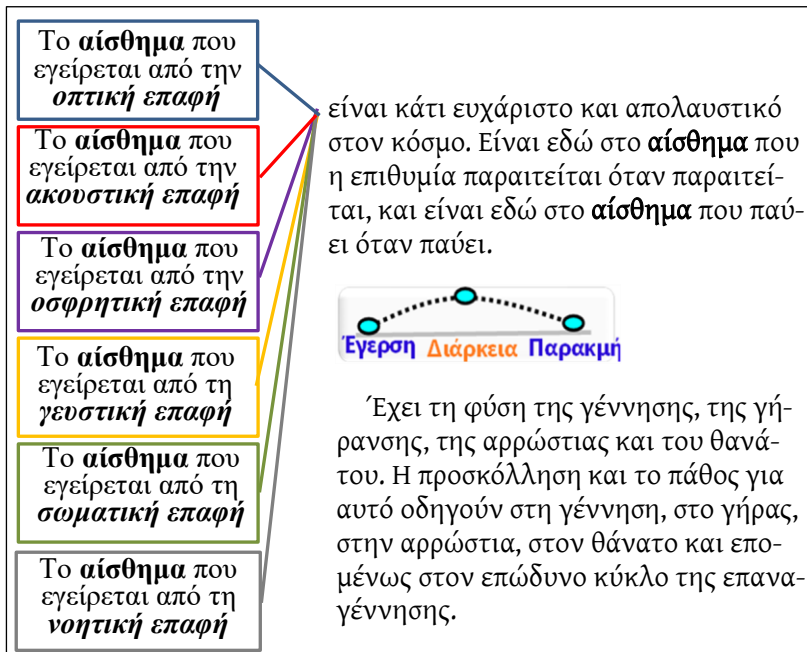 Το αίσθημα που
εγείρεται από την
οπτική επαφή
Το αίσθημα που
εγείρεται από την
ακουστική επαφή
Το αίσθημα που
εγείρεται από την
οσφρητική επαφή
Το αίσθημα που
εγείρεται από τη
γευστική επαφή
Το αίσθημα που
εγείρεται από τη
σωματική επαφή
Το αίσθημα που
εγείρεται από τη
νοητική επαφή
είναι κάτι ευχάριστο και απολαυστικό
στον κόσμο. Είναι εδώ στο αίσθημα που
η επιθυμία παραιτείται όταν παραιτεί-
ται, και είναι εδώ στο αίσθημα που παύ-
ει όταν παύει.
Έγερση Διάρκεια Παρακμή
Έχει τη φύση της γέννησης, της γή-
ρανσης, της αρρώστιας και του θανά-
του. Η προσκόλληση και το πάθος για
αυτό οδηγούν στη γέννηση, στο γήρας,
στην αρρώστια, στον θάνατο και επο-
μένως στον επώδυνο κύκλο της επανα-
γέννησης.